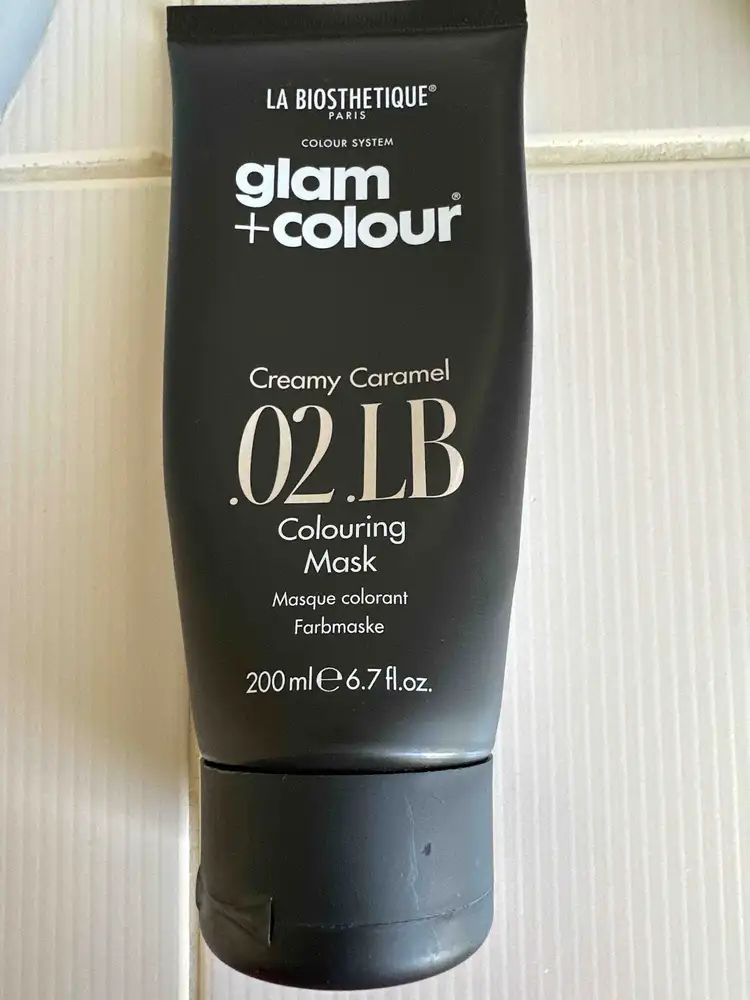 LA BIOSTHETIQUE®
PARIS
COLOUR SYSTEM
glam
+colour®
Creamy Caramel
.02.LB
Colouring
Mask
Masque colorant
Farbmaske
200 ml ℮ 6.7 fl.oz.